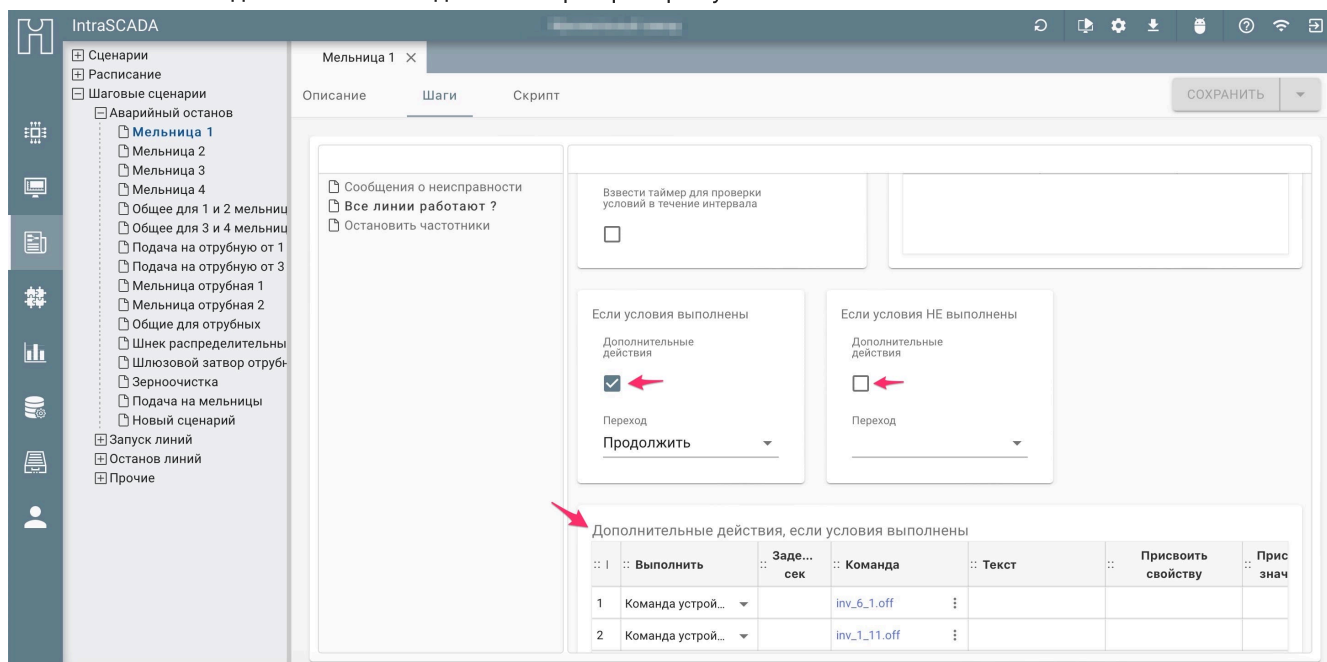 IntraSCADA
Сценарии
Расписание
Шаговые сценарии
Аварийный останов
Мельница 1
Мельница 2
Мельница 3
Мельница 4
Общее для 1 и 2 мельниц
Общее для 3 и 4 мельниц
Подача на отрубную от 1
Подача на отрубную от 3
Мельница отрубная 1
Мельница отрубная 2
Общие для отрубных
Шнек распределительны
Шлюзовой затвор отрубн
Зерноочистка
Подача на мельницы
Новый сценарий
Запуск линий
Останов линий
Прочие
Мельница 1
Описание Шаги Скрипт
СОХРАНИТЬ
Сообщения о неисправности
Все линии работают ?
Остановить частотники
Взвести таймер для проверки
условий в течение интервала
Если условия выполнены
Дополнительные
действия
Переход
Продолжить
Если условия НЕ выполнены
Дополнительные
действия
Переход
Дополнительные действия, если условия выполнены
Выполнить Заде... сек Команда Текст Присвоить свойству Прис знач
1 Команда устрой... inv_6_1.off
2 Команда устрой... inv_1_11.off